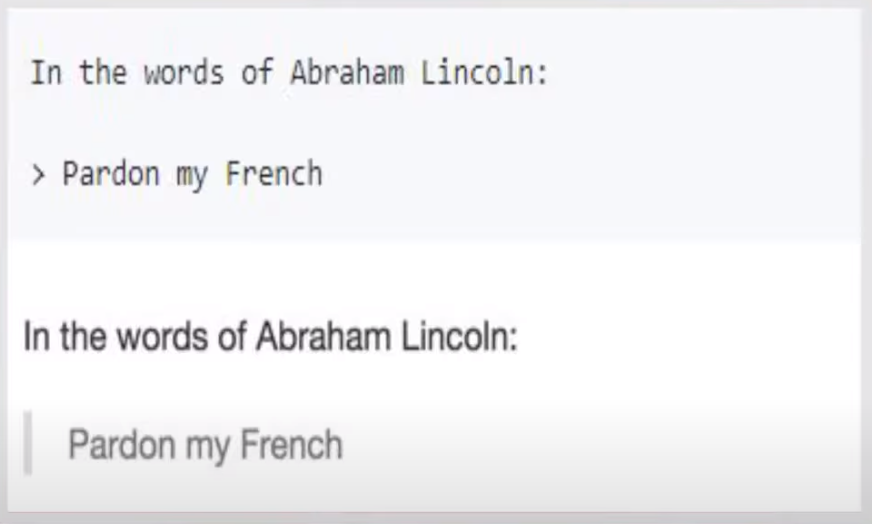 In the words of Abraham Lincoln:
> Pardon my French
In the words of Abraham Lincoln:
Pardon my French